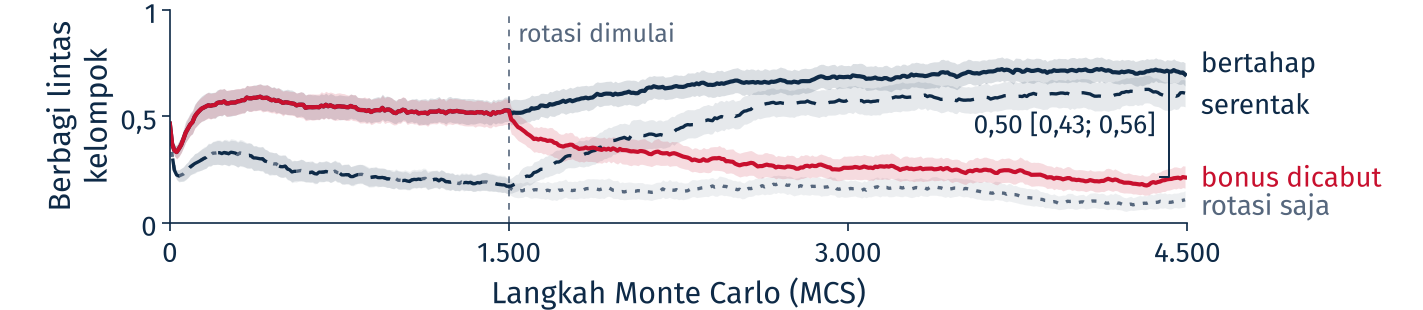 Berbagi lintas
kelompok
1
0,5
0
rotasi dimulai
bertahap
serentak
0,50 [0,43; 0,56]
bonus dicabut
rotasi saja
0
1.500
3.000
4.500
Langkah Monte Carlo (MCS)